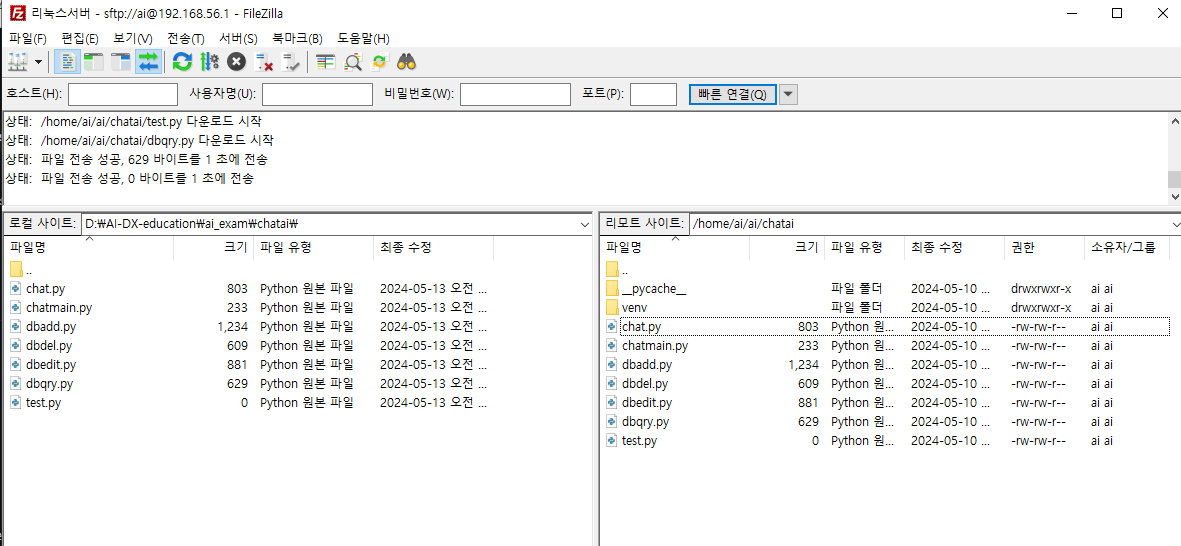 리눅스서버 - sftp://ai@192.168.56.1 - FileZilla
파일(F) 편집(E) 보기(V) 전송(T) 서버(S) 북마크(B) 도움말(H)
호스트(H): 사용자명(U): 비밀번호(W): 포트(P): 빠른 연결(Q)
상태: /home/ai/ai/chatai/test.py 다운로드 시작
상태: /home/ai/ai/chatai/dbqry.py 다운로드 시작
상태: 파일 전송 성공, 629 바이트를 1 초에 전송
상태: 파일 전송 성공, 0 바이트를 1 초에 전송
로컬 사이트: D:₩AI-DX-education₩ai_exam₩chatai₩
파일명 크기 파일 유형 최종 수정
..
chat.py 803 Python 원본 파일 2024-05-13 오전 ...
chatmain.py 233 Python 원본 파일 2024-05-13 오전 ...
dbadd.py 1,234 Python 원본 파일 2024-05-13 오전 ...
dbdel.py 609 Python 원본 파일 2024-05-13 오전 ...
dbedit.py 881 Python 원본 파일 2024-05-13 오전 ...
dbqry.py 629 Python 원본 파일 2024-05-13 오전 ...
test.py 0 Python 원본 파일 2024-05-13 오전 ...
리모트 사이트: /home/ai/ai/chatai
파일명 크기 파일 유형 최종 수정 권한 소유자/그룹
..
__pycache__ 파일 폴더 2024-05-10 ... drwxrwxr-x ai ai
venv 파일 폴더 2024-05-10 ... drwxrwxr-x ai ai
chat.py 803 Python 원... 2024-05-10 ... -rw-rw-r-- ai ai
chatmain.py 233 Python 원... 2024-05-10 ... -rw-rw-r-- ai ai
dbadd.py 1,234 Python 원... 2024-05-10 ... -rw-rw-r-- ai ai
dbdel.py 609 Python 원... 2024-05-10 ... -rw-rw-r-- ai ai
dbedit.py 881 Python 원... 2024-05-10 ... -rw-rw-r-- ai ai
dbqry.py 629 Python 원... 2024-05-10 ... -rw-rw-r-- ai ai
test.py 0 Python 원... 2024-05-10 ... -rw-rw-r-- ai ai